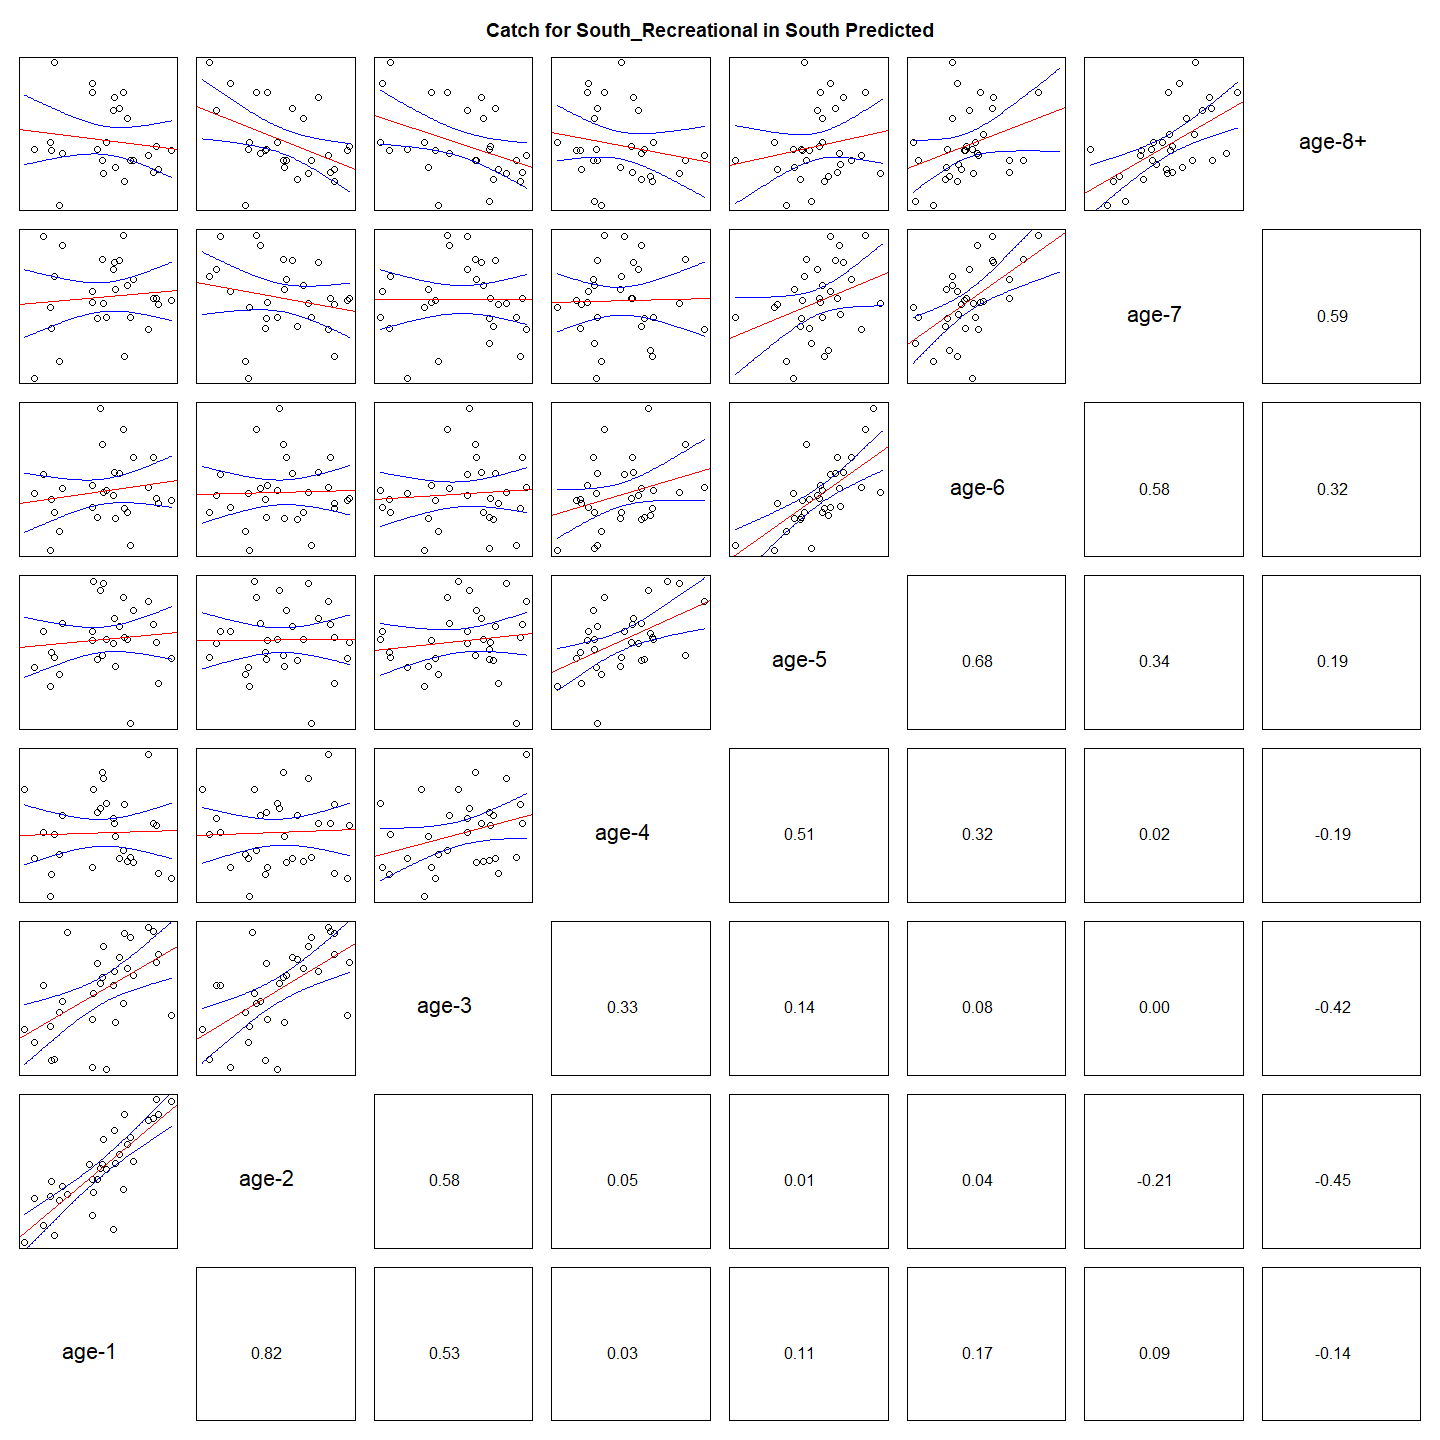 Catch for South_Recreational in South Predicted
age-8+
age-7 0.59
age-6 0.58 0.32
age-5 0.68 0.34 0.19
age-4 0.51 0.32 0.02 -0.19
age-3 0.33 0.14 0.08 0.00 -0.42
age-2 0.58 0.05 0.01 0.04 -0.21 -0.45
age-1 0.82 0.53 0.03 0.11 0.17 0.09 -0.14